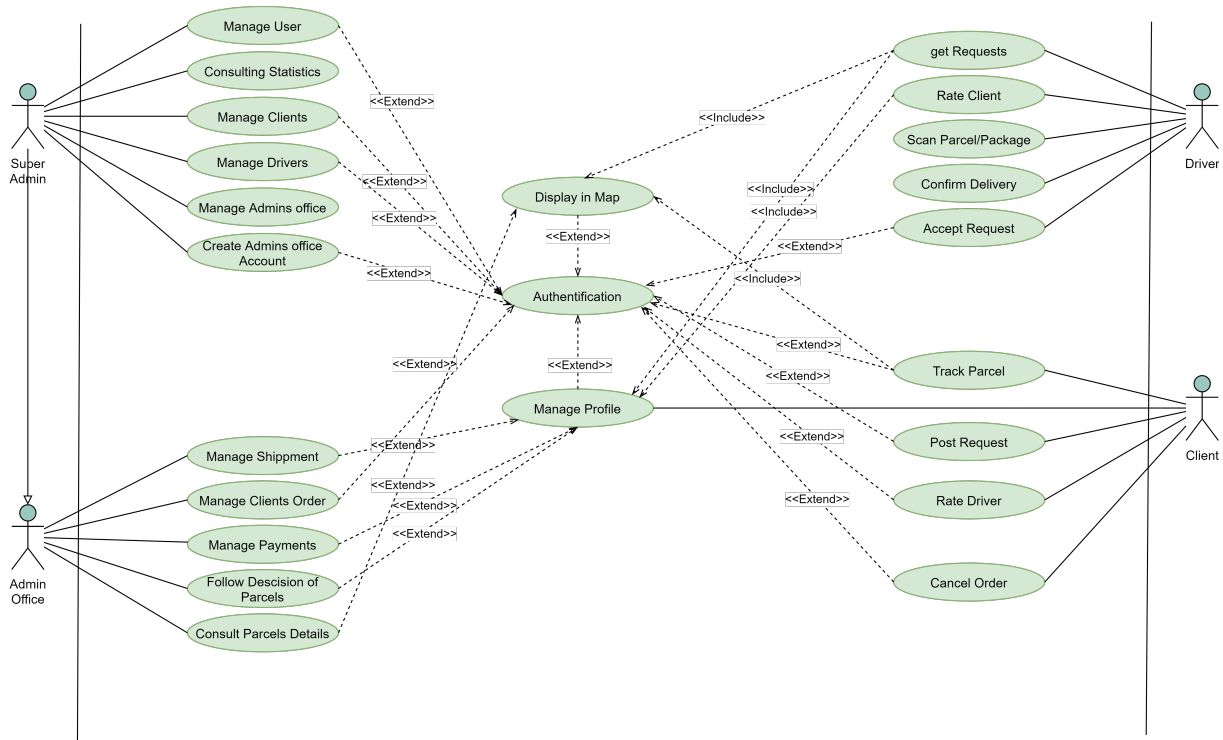 Manage User
Consulting Statistics
Manage Clients
Manage Drivers
Manage Admins office
Create Admins office
Account
Super
Admin
<<Extend>>
<<Extend>>
<<Extend>>
<<Extend>>
Display in Map
<<Extend>>
Authentification
<<Extend>>
Manage Profile
<<Include>>
<<Include>>
<<Include>>
<<Include>>
<<Extend>>
get Requests
Rate Client
Scan Parcel/Package
Confirm Delivery
Accept Request
Driver
Manage Shippment
Manage Clients Order
Manage Payments
Follow Descision of
Parcels
Consult Parcels Details
Admin
Office
<<Extend>>
<<Extend>>
<<Extend>>
<<Extend>>
<<Extend>>
<<Extend>>
<<Extend>>
<<Extend>>
<<Extend>>
Track Parcel
Post Request
Rate Driver
Cancel Order
Client